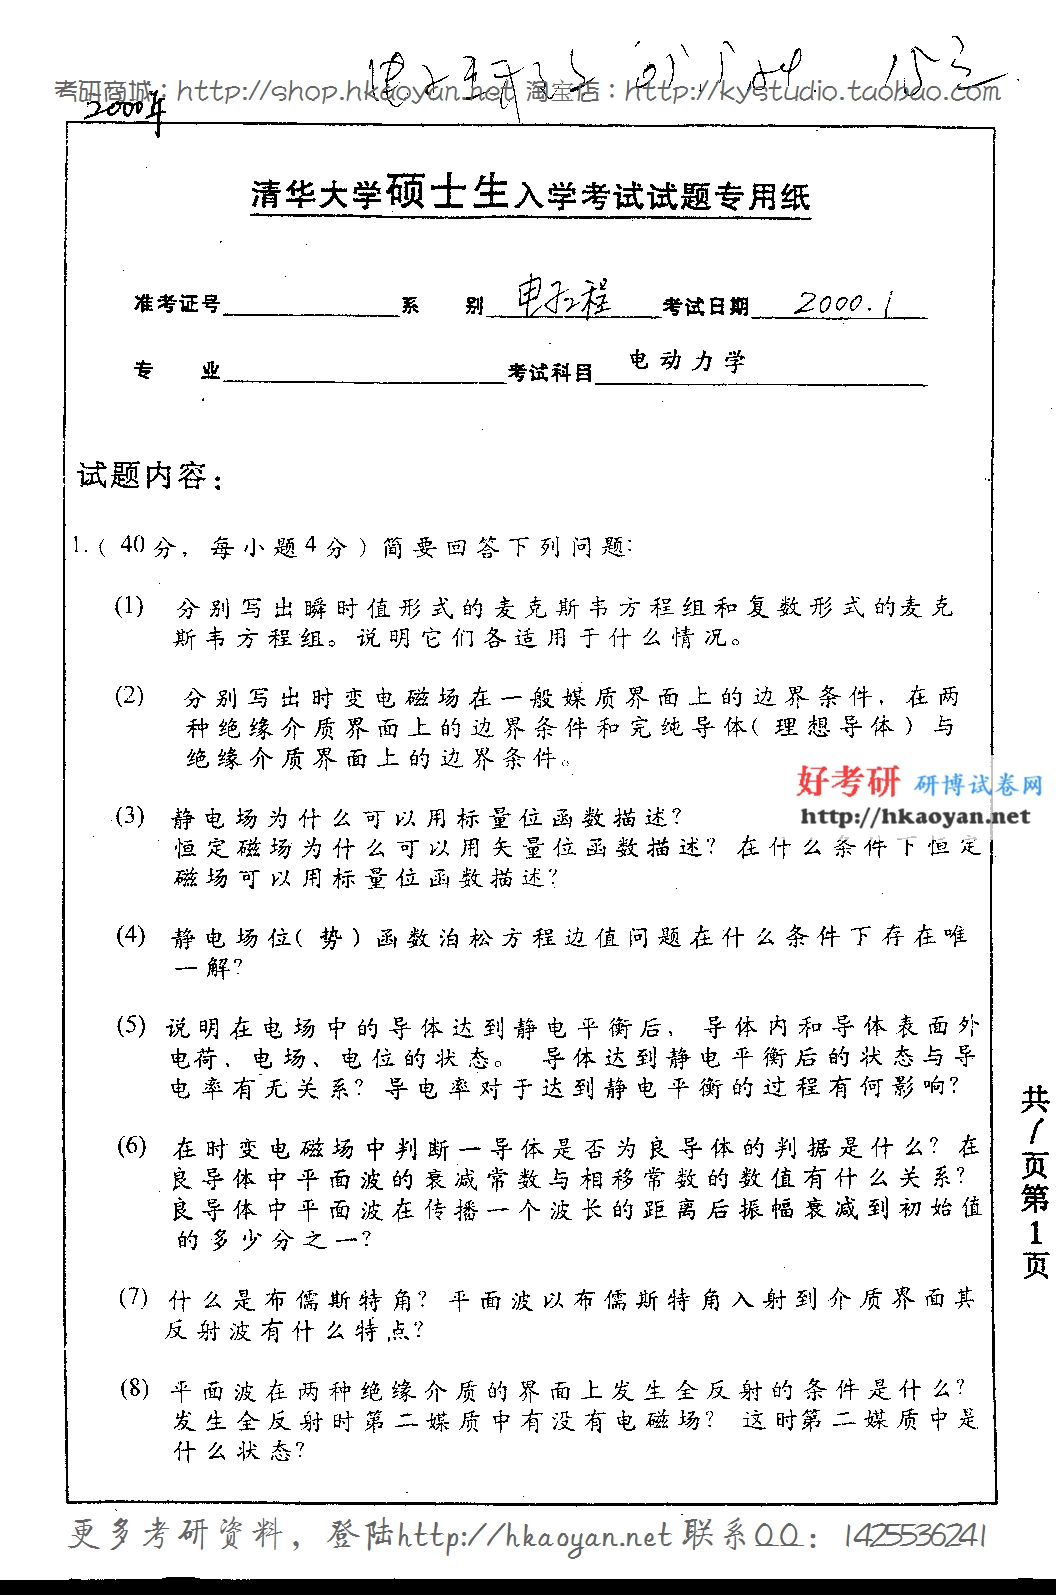 考研商城：http://shop.hkaoyan.net 淘宝店：http://kystudio.taobao.com
2000年
清华大学硕士生入学考试试题专用纸
准考证号 系 别 电子工程 考试日期 2000.1
专 业 考试科目 电动力学
试题内容：
1.（40分，每小题4分）简要回答下列问题:
(1) 分别写出瞬时值形式的麦克斯韦方程组和复数形式的麦克
斯韦方程组。说明它们各适用于什么情况。
(2) 分别写出时变电磁场在一般媒质界面上的边界条件，在两
种绝缘介质界面上的边界条件和完纯导体(理想导体)与
绝缘介质界面上的边界条件。
好考研 研博试卷网
http://hkaoyan.net
(3) 静电场为什么可以用标量位函数描述？
恒定磁场为什么可以用矢量位函数描述？在什么条件下恒定
磁场可以用标量位函数描述？
(4) 静电场位(势)函数泊松方程边值问题在什么条件下存在唯
一解？
(5) 说明在电场中的导体达到静电平衡后，导体内和导体表面外
电荷、电场、电位的状态。 导体达到静电平衡后的状态与导
电率有无关系？导电率对于达到静电平衡的过程有何影响？
(6) 在时变电磁场中判断一导体是否为良导体的判据是什么？在
良导体中平面波的衰减常数与相移常数的数值有什么关系？
良导体中平面波在传播一个波长的距离后振幅衰减到初始值
的多少分之一？
(7) 什么是布儒斯特角？平面波以布儒斯特角入射到介质界面其
反射波有什么特点？
(8) 平面波在两种绝缘介质的界面上发生全反射的条件是什么？
发生全反射时第二媒质中有没有电磁场？ 这时第二媒质中是
什么状态？
共1页第1页
更多考研资料，登陆http://hkaoyan.net 联系QQ：1425536241